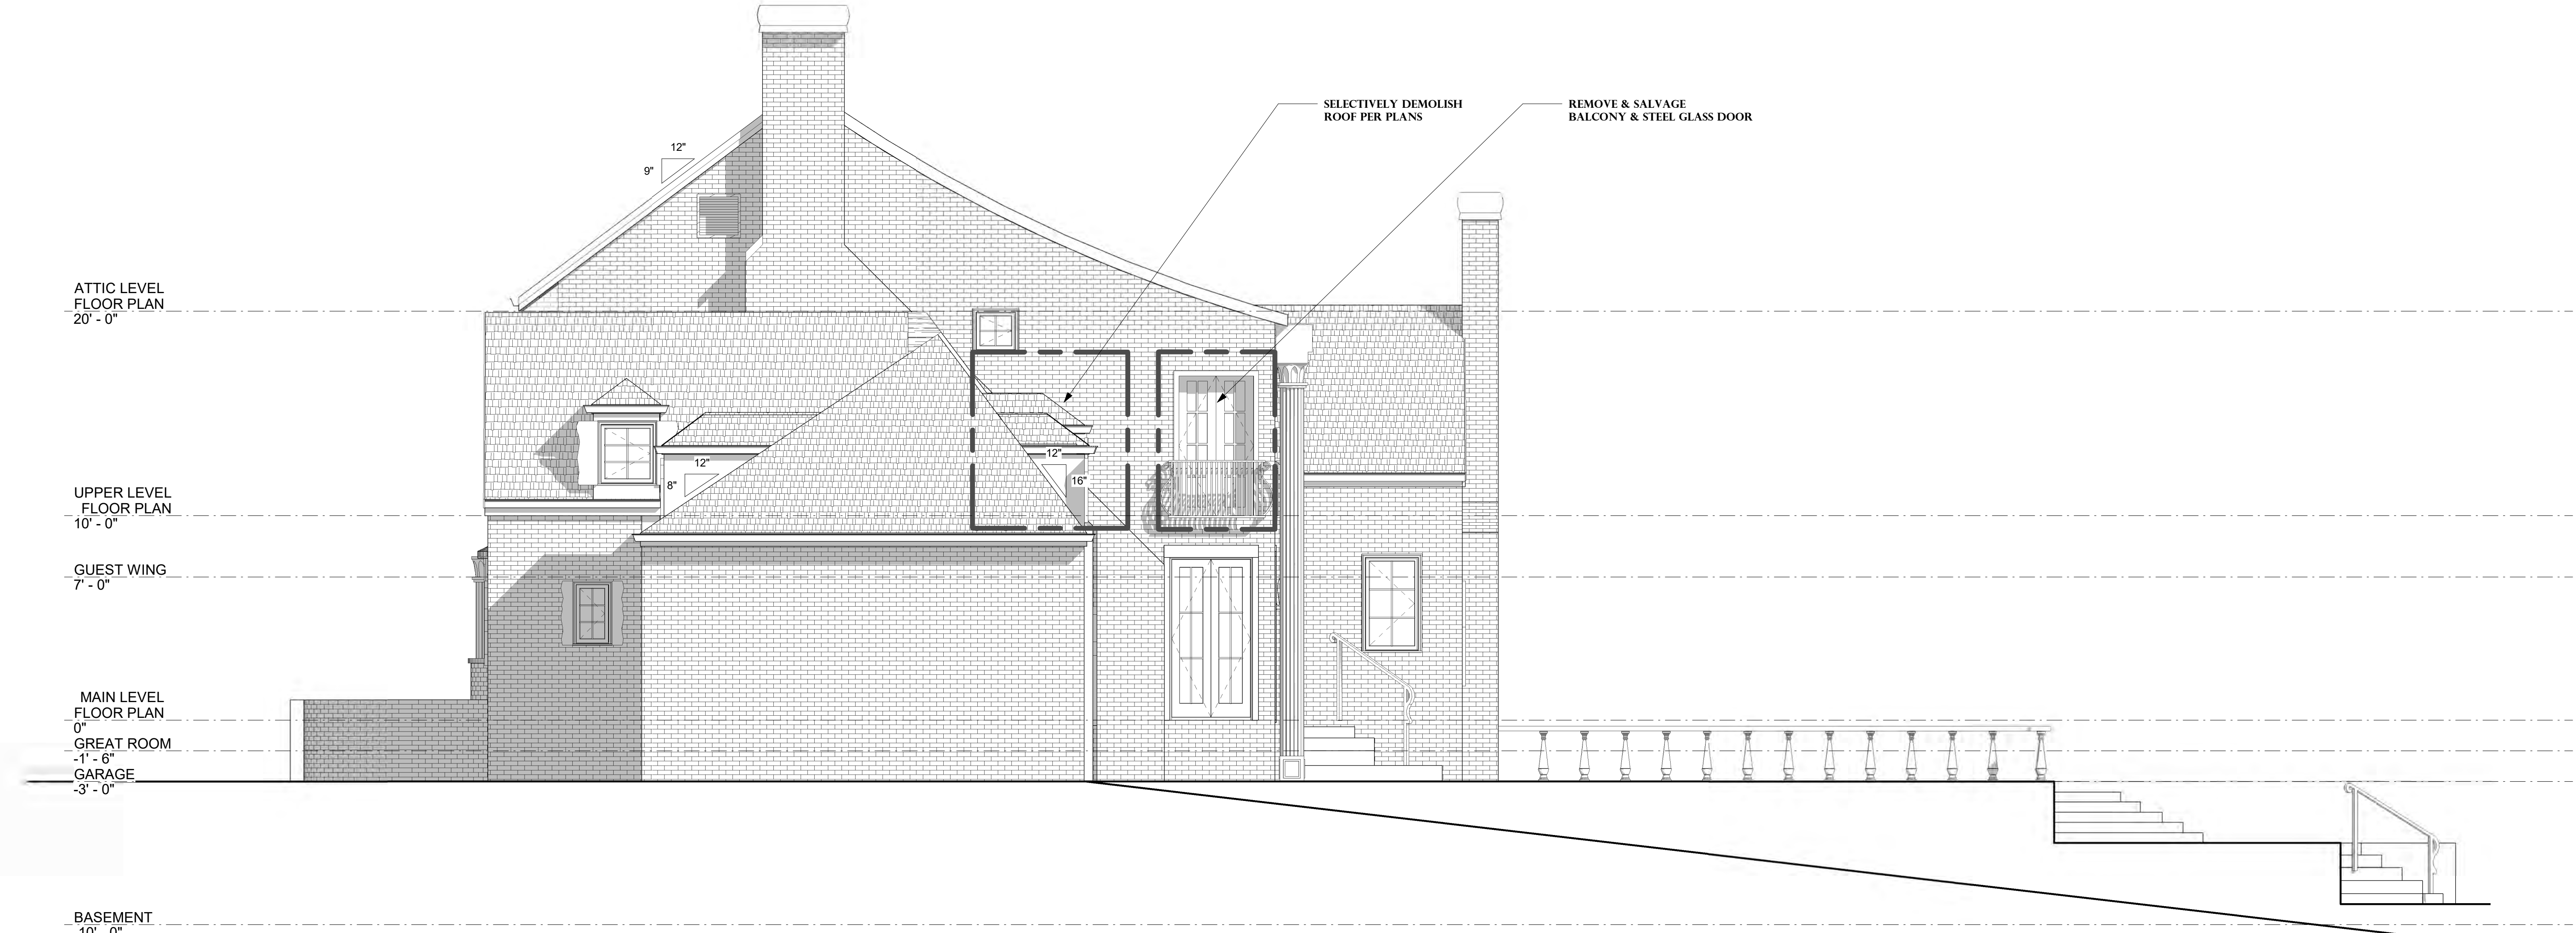 SELECTIVELY DEMOLISH
ROOF PER PLANS
REMOVE & SALVAGE
BALCONY & STEEL GLASS DOOR
12"
9"
ATTIC LEVEL
FLOOR PLAN
20' - 0"
12"
8"
12"
16"
UPPER LEVEL
FLOOR PLAN
10' - 0"
GUEST WING
7' - 0"
MAIN LEVEL
FLOOR PLAN
0"
GREAT ROOM
-1' - 6"
GARAGE
-3' - 0"
BASEMENT
-10' - 0"